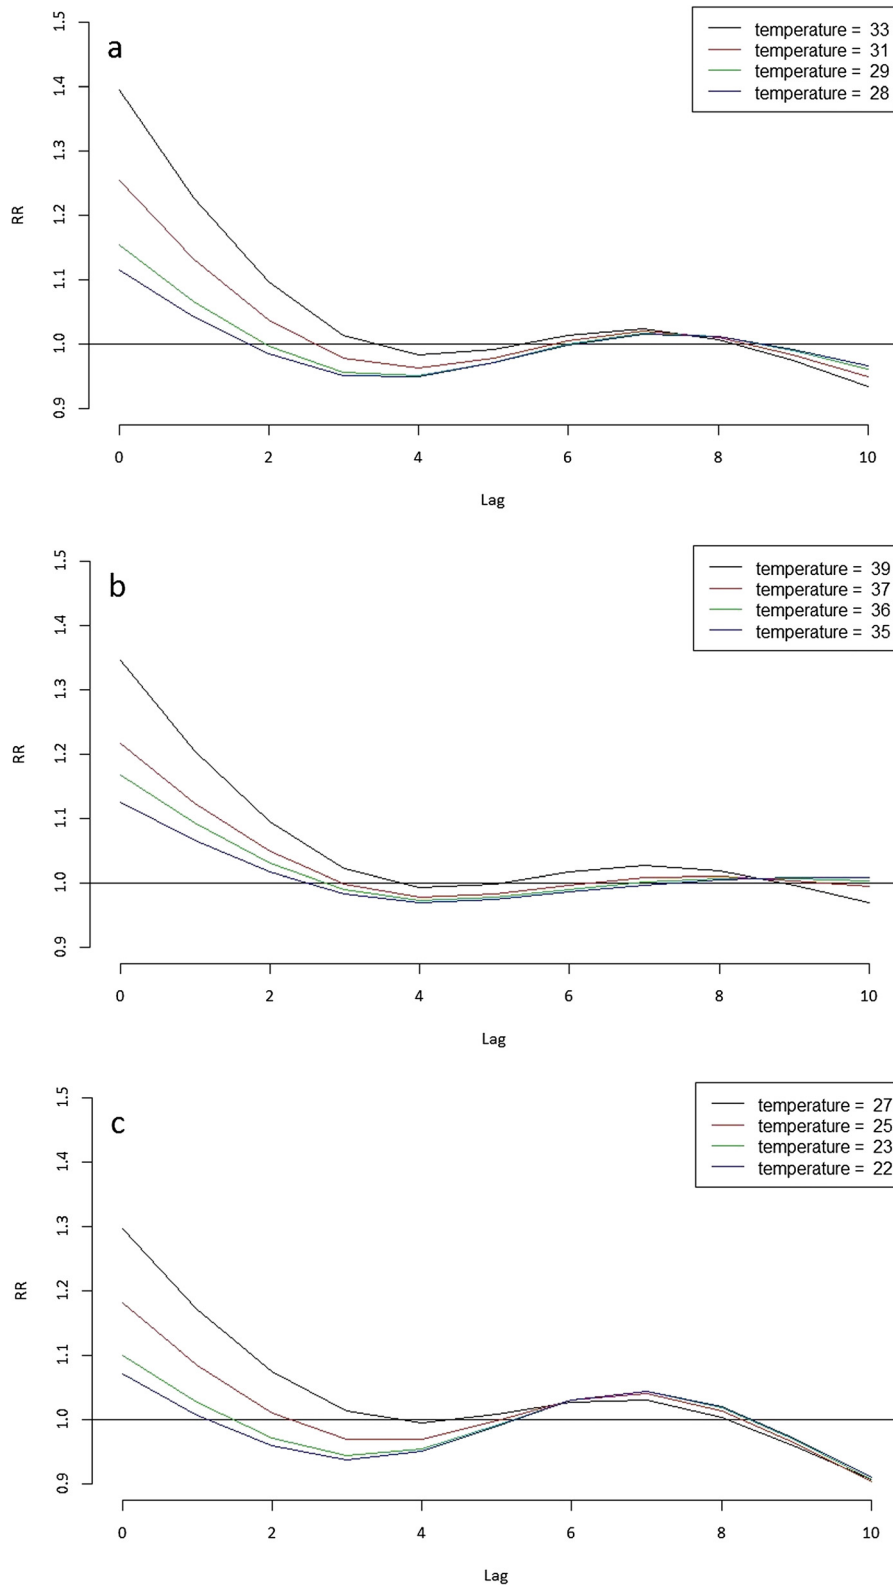 a
temperature = 33
temperature = 31
temperature = 29
temperature = 28
1.5
1.4
1.3
1.2
1.1
1.0
0.9
RR
0 2 4 6 8 10
Lag
b
temperature = 39
temperature = 37
temperature = 36
temperature = 35
1.5
1.4
1.3
1.2
1.1
1.0
0.9
RR
0 2 4 6 8 10
Lag
c
temperature = 27
temperature = 25
temperature = 23
temperature = 22
1.5
1.4
1.3
1.2
1.1
1.0
0.9
RR
0 2 4 6 8 10
Lag